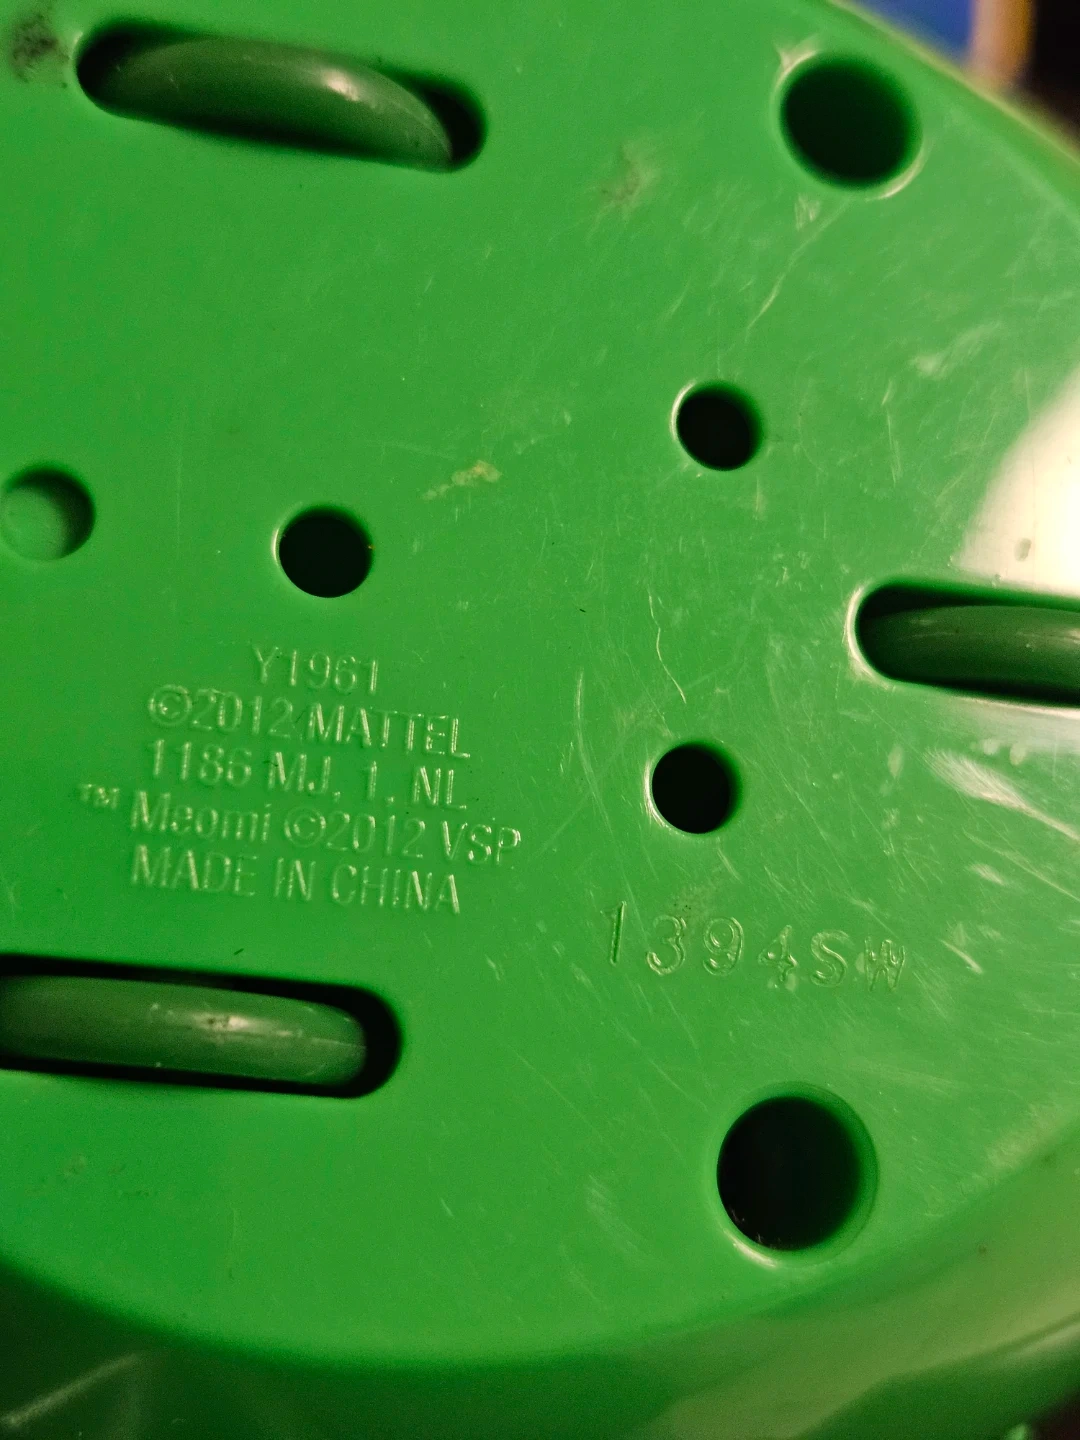 Y1961
©2012 MATTEL
1186 MJ, 1, NL
™ Meomi ©2012 VSP
MADE IN CHINA
1394SW